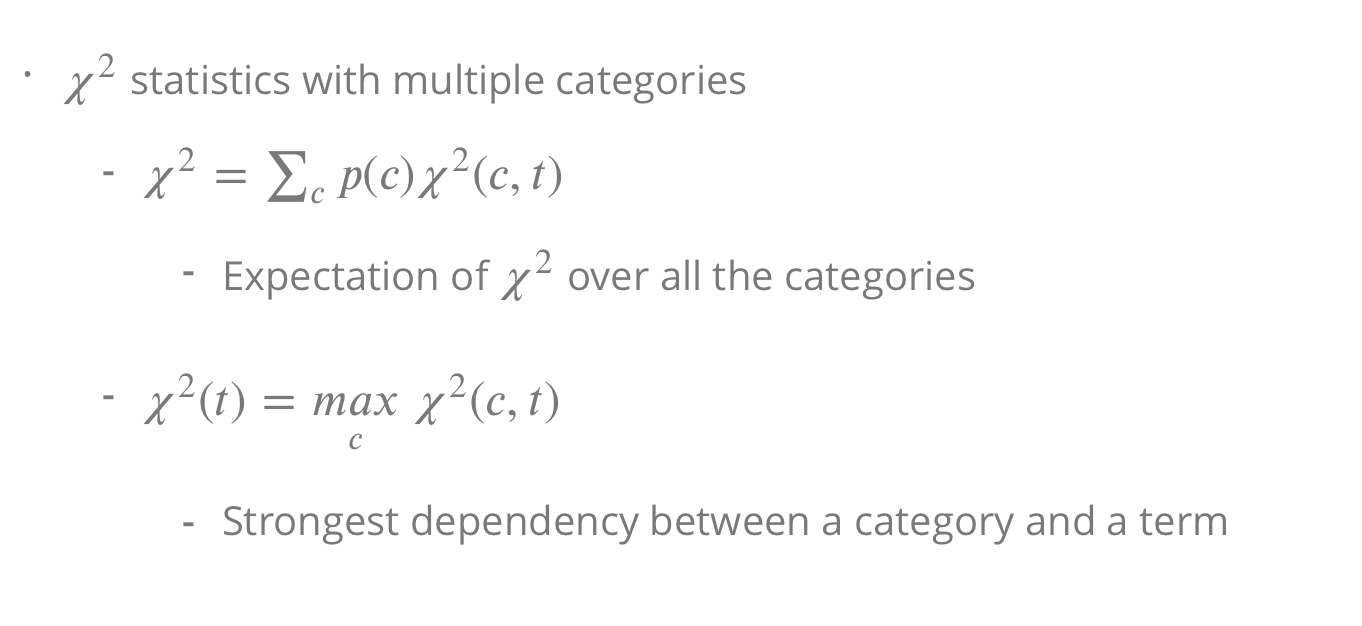 · χ² statistics with multiple categories
- χ² = ∑_c p(c)χ²(c, t)
- Expectation of χ² over all the categories
- χ²(t) = max χ²(c, t)
c
- Strongest dependency between a category and a term